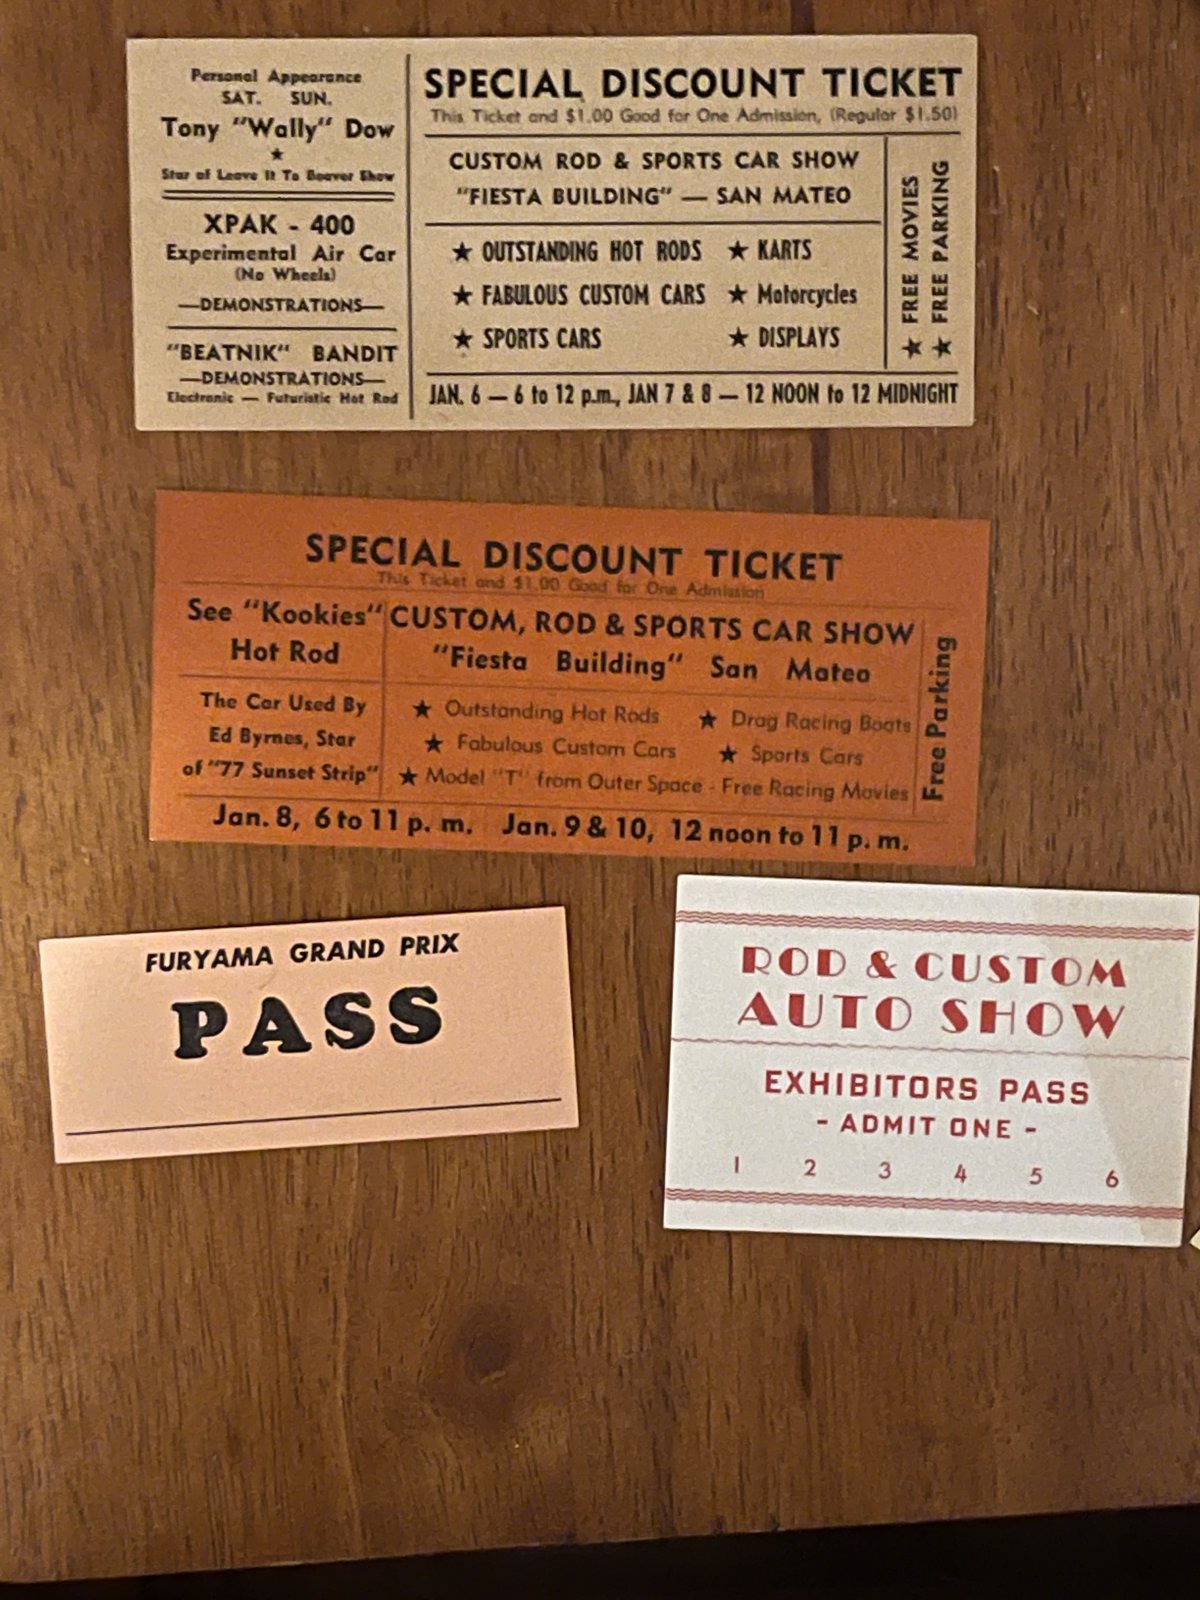 Personal Appearance
SAT. SUN.
Tony "Wally" Dow
★
Star of Leave It To Beaver Show
XPAK - 400
Experimental Air Car
(No Wheels)
—DEMONSTRATIONS—
"BEATNIK" BANDIT
—DEMONSTRATIONS—
Electronic — Futuristic Hot Rod
SPECIAL DISCOUNT TICKET
This Ticket and $1.00 Good for One Admission, (Regular $1.50)
CUSTOM ROD & SPORTS CAR SHOW
"FIESTA BUILDING" — SAN MATEO
★ OUTSTANDING HOT RODS ★ KARTS
★ FABULOUS CUSTOM CARS ★ Motorcycles
★ SPORTS CARS ★ DISPLAYS
★ FREE MOVIES
★ FREE PARKING
JAN. 6 — 6 to 12 p.m., JAN 7 & 8 — 12 NOON to 12 MIDNIGHT
SPECIAL DISCOUNT TICKET
This Ticket and $1.00 Good for One Admission
See "Kookies"
Hot Rod
The Car Used By
Ed Byrnes, Star
of "77 Sunset Strip"
CUSTOM, ROD & SPORTS CAR SHOW
"Fiesta Building" San Mateo
★ Outstanding Hot Rods ★ Drag Racing Boats
★ Fabulous Custom Cars ★ Sports Cars
★ Model "T" from Outer Space - Free Racing Movies
Free Parking
Jan. 8, 6 to 11 p. m. Jan. 9 & 10, 12 noon to 11 p. m.
FURYAMA GRAND PRIX
PASS
ROD & CUSTOM
AUTO SHOW
EXHIBITORS PASS
- ADMIT ONE -
1 2 3 4 5 6